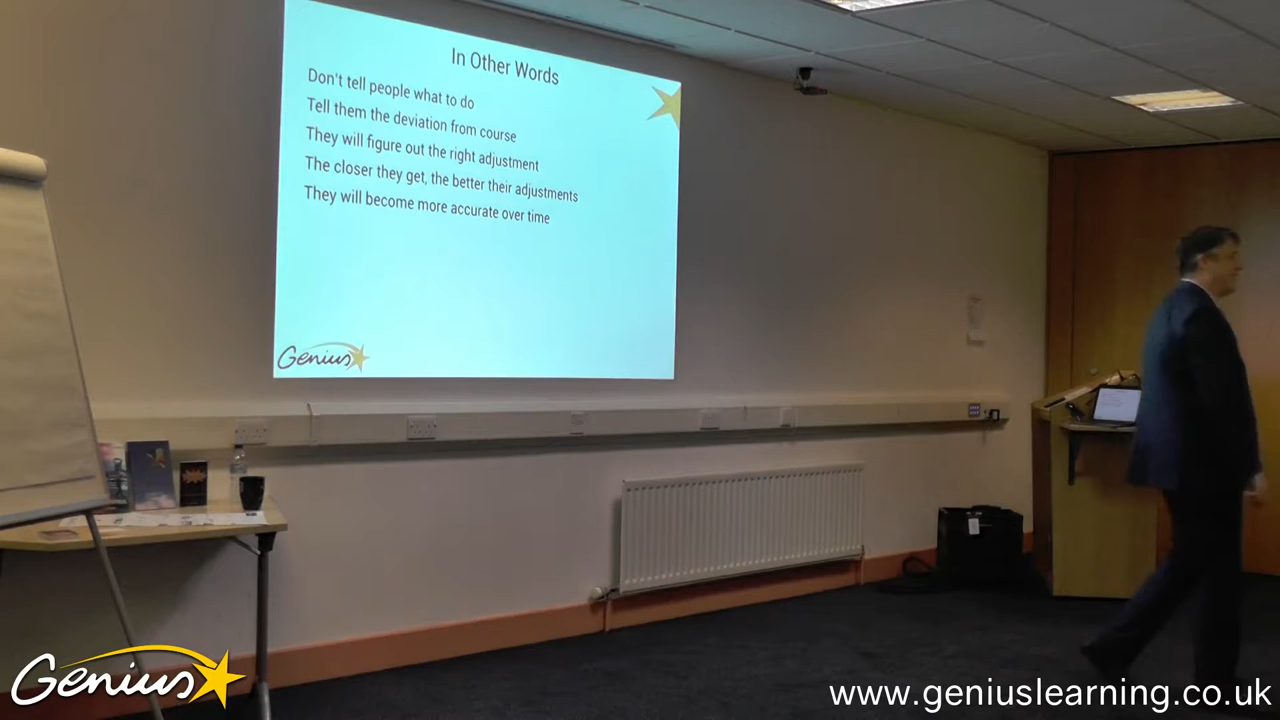 In Other Words
Don't tell people what to do
Tell them the deviation from course
They will figure out the right adjustment
The closer they get, the better their adjustments
They will become more accurate over time
Genius
Genius
www.geniuslearning.co.uk